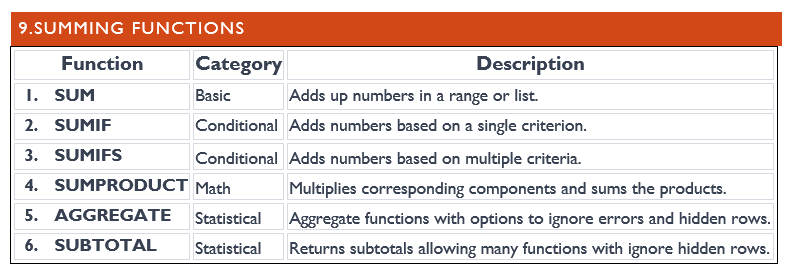 9.SUMMING FUNCTIONS
Function Category Description
1. SUM Basic Adds up numbers in a range or list.
2. SUMIF Conditional Adds numbers based on a single criterion.
3. SUMIFS Conditional Adds numbers based on multiple criteria.
4. SUMPRODUCT Math Multiplies corresponding components and sums the products.
5. AGGREGATE Statistical Aggregate functions with options to ignore errors and hidden rows.
6. SUBTOTAL Statistical Returns subtotals allowing many functions with ignore hidden rows.